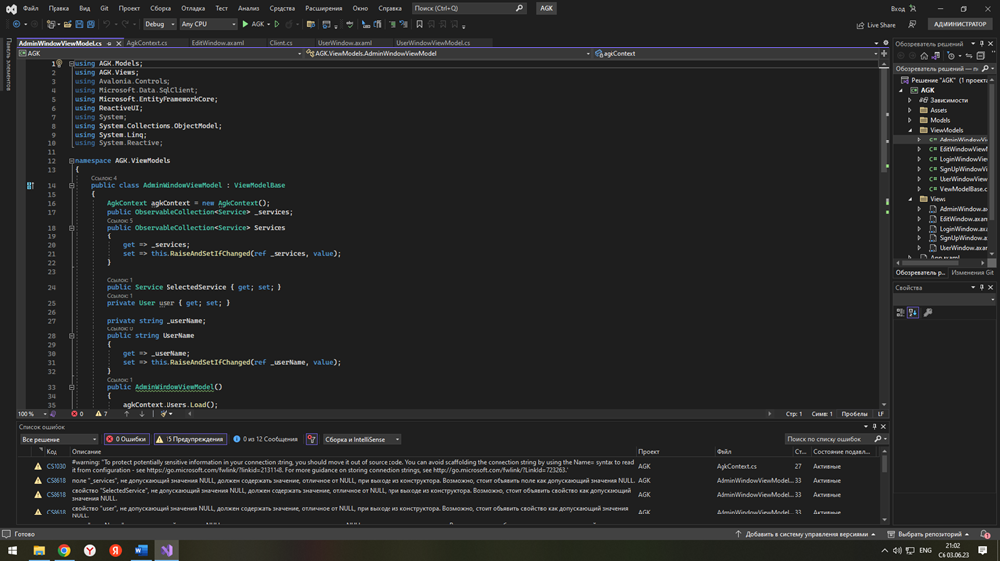 Файл Правка Вид Git Проект Сборка Отладка Тест Анализ Средства Расширения Окно Справка Поиск (Ctrl+Q) AGK Вход
Debug Any CPU AGK Live Share АДМИНИСТРАТОР
Панель элементов
AdminWindowViewModel.cs AgkContext.cs EditWindow.axaml Client.cs UserWindow.axaml UserWindowViewModel.cs
AGK AGK.ViewModels.AdminWindowViewModel agkContext
1 using AGK.Models;
2 using AGK.Views;
3 using Avalonia.Controls;
4 using Microsoft.Data.SqlClient;
5 using Microsoft.EntityFrameworkCore;
6 using ReactiveUI;
7 using System;
8 using System.Collections.ObjectModel;
9 using System.Linq;
10 using System.Reactive;
11
12 namespace AGK.ViewModels
13 {
Ссылок: 4
14 public class AdminWindowViewModel : ViewModelBase
15 {
16 AgkContext agkContext = new AgkContext();
17 public ObservableCollection<Service> _services;
Ссылок: 5
18 public ObservableCollection<Service> Services
19 {
20 get => _services;
21 set => this.RaiseAndSetIfChanged(ref _services, value);
22 }
23
Ссылок: 1
24 public Service SelectedService { get; set; }
Ссылок: 1
25 private User user { get; set; }
26
27 private string _userName;
Ссылок: 0
28 public string UserName
29 {
30 get => _userName;
31 set => this.RaiseAndSetIfChanged(ref _userName, value);
32 }
Ссылок: 1
33 public AdminWindowViewModel()
34 {
35 agkContext.Users.Load();
100 % 0 7 Стр: 1 Симв: 1 Пробелы LF
Обозреватель решений
Обозреватель решений —
Решение "AGK" (1 проекта
AGK
Зависимости
Assets
Models
ViewModels
AdminWindowVi
EditWindowViewM
LoginWindowVie
SignUpWindowVi
UserWindowView
ViewModelBase.c
Views
AdminWindow.ax
EditWindow.axam
LoginWindow.axa
SignUpWindow.a
UserWindow.axa
App.axaml
Обозреватель р... Изменения Git
Свойства
Список ошибок
Все решение 0 Ошибки 15 Предупреждения 0 из 12 Сообщения Сборка и IntelliSense Поиск по списку ошибок
Код Описание Проект Файл Ст... Состояние подавл...
CS1030 #warning: "To protect potentially sensitive information in your connection string, you should move it out of source code. You can avoid scaffolding the connection string by using the Name= syntax to read it from configuration - see https://go.microsoft.com/fwlink/?linkid=2131148. For more guidance on storing connection strings, see http://go.microsoft.com/fwlink/?LinkId=723263." AGK AgkContext.cs 27 Активные
CS8618 поле "_services", не допускающий значения NULL, должен содержать значение, отличное от NULL, при выходе из конструктора. Возможно, стоит объявить поле как допускающий значения NULL. AGK AdminWindowViewModel... 33 Активные
CS8618 свойство "SelectedService", не допускающий значения NULL, должен содержать значение, отличное от NULL, при выходе из конструктора. Возможно, стоит объявить свойство как допускающий значения NULL. AGK AdminWindowViewModel... 33 Активные
CS8618 свойство "user", не допускающий значения NULL, должен содержать значение, отличное от NULL, при выходе из конструктора. Возможно, стоит объявить свойство как допускающий значения NULL. AGK AdminWindowViewModel... 33 Активные
Готово Добавить в систему управления версиями Выбрать репозиторий
ENG 21:02
Сб 03.06.23